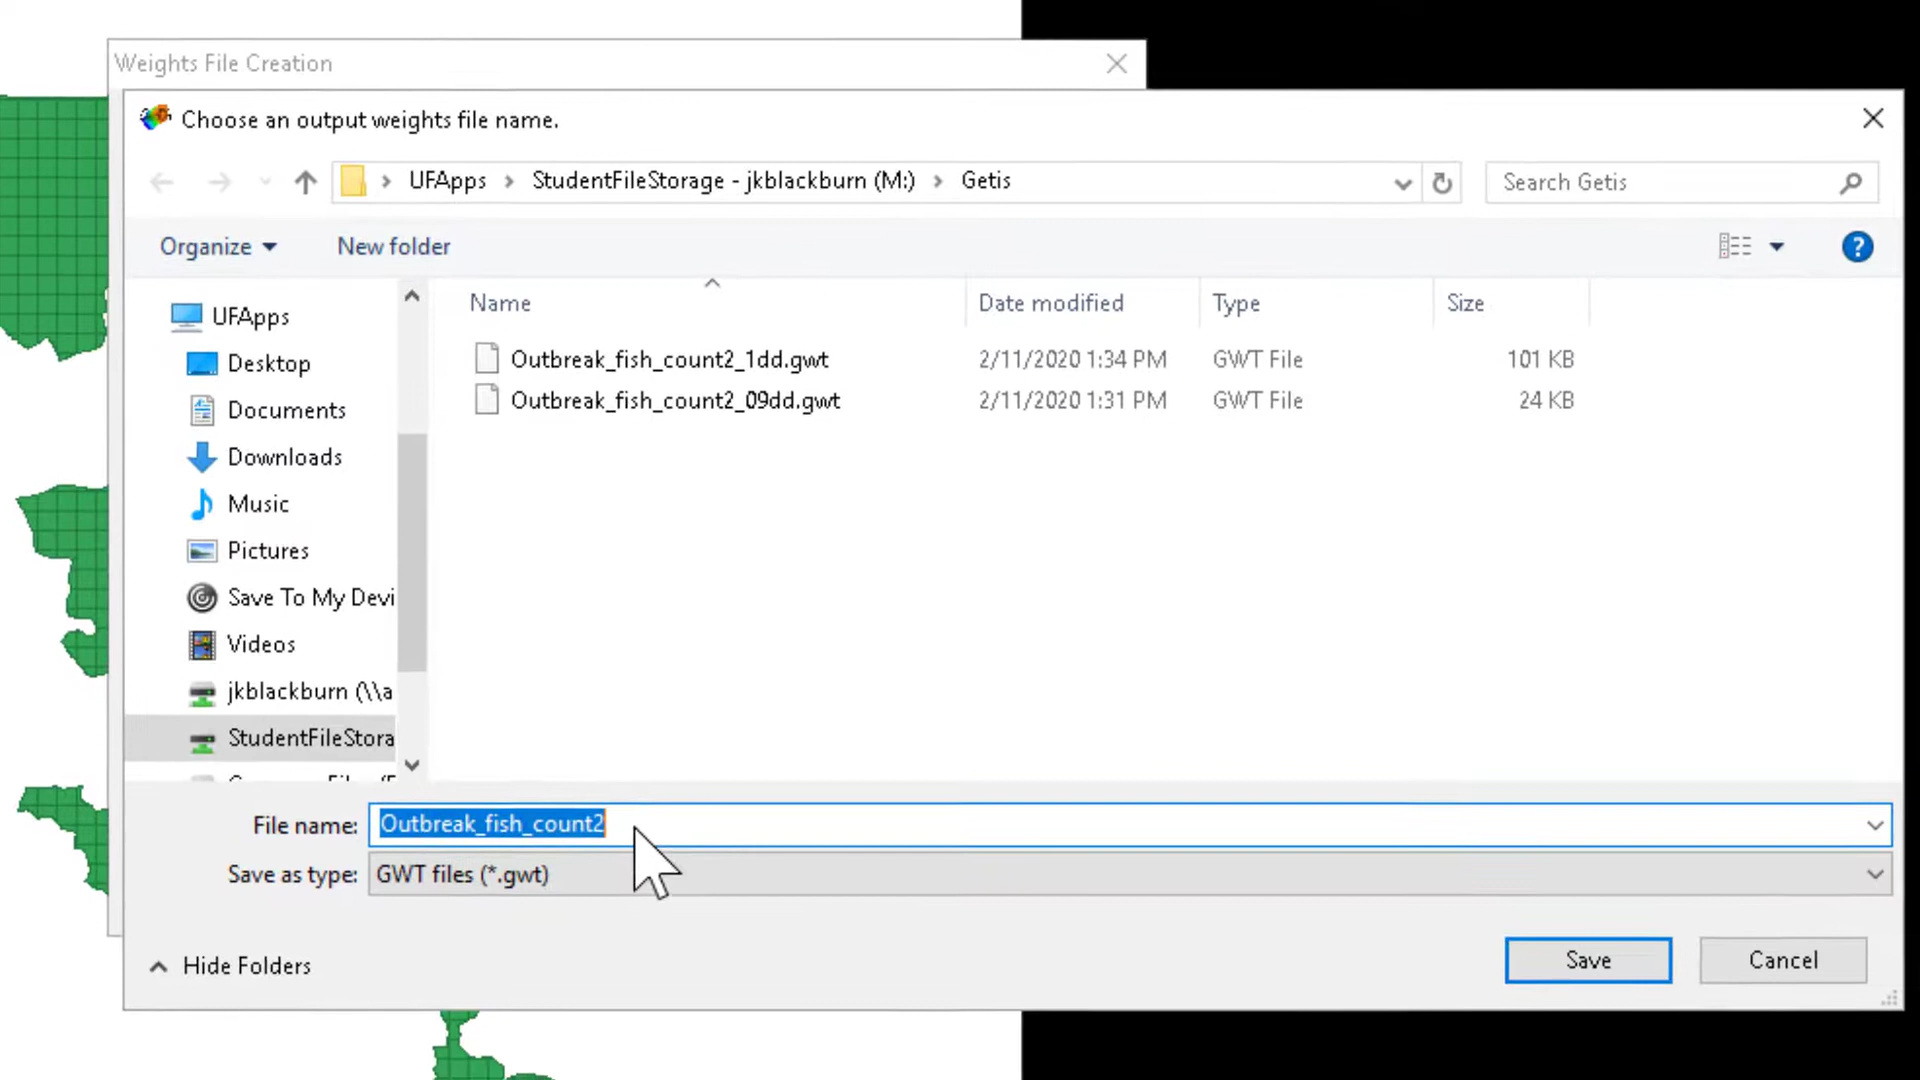 Weights File Creation
Choose an output weights file name.
UFApps > StudentFileStorage - jkblackburn (M:) > Getis
Search Getis
Organize
New folder
Name Date modified Type Size
Outbreak_fish_count2_1dd.gwt 2/11/2020 1:34 PM GWT File 101 KB
Outbreak_fish_count2_09dd.gwt 2/11/2020 1:31 PM GWT File 24 KB
UFApps
Desktop
Documents
Downloads
Music
Pictures
Save To My Devi
Videos
jkblackburn (\\a
StudentFileStora
File name: Outbreak_fish_count2
Save as type: GWT files (*.gwt)
Hide Folders
Save
Cancel